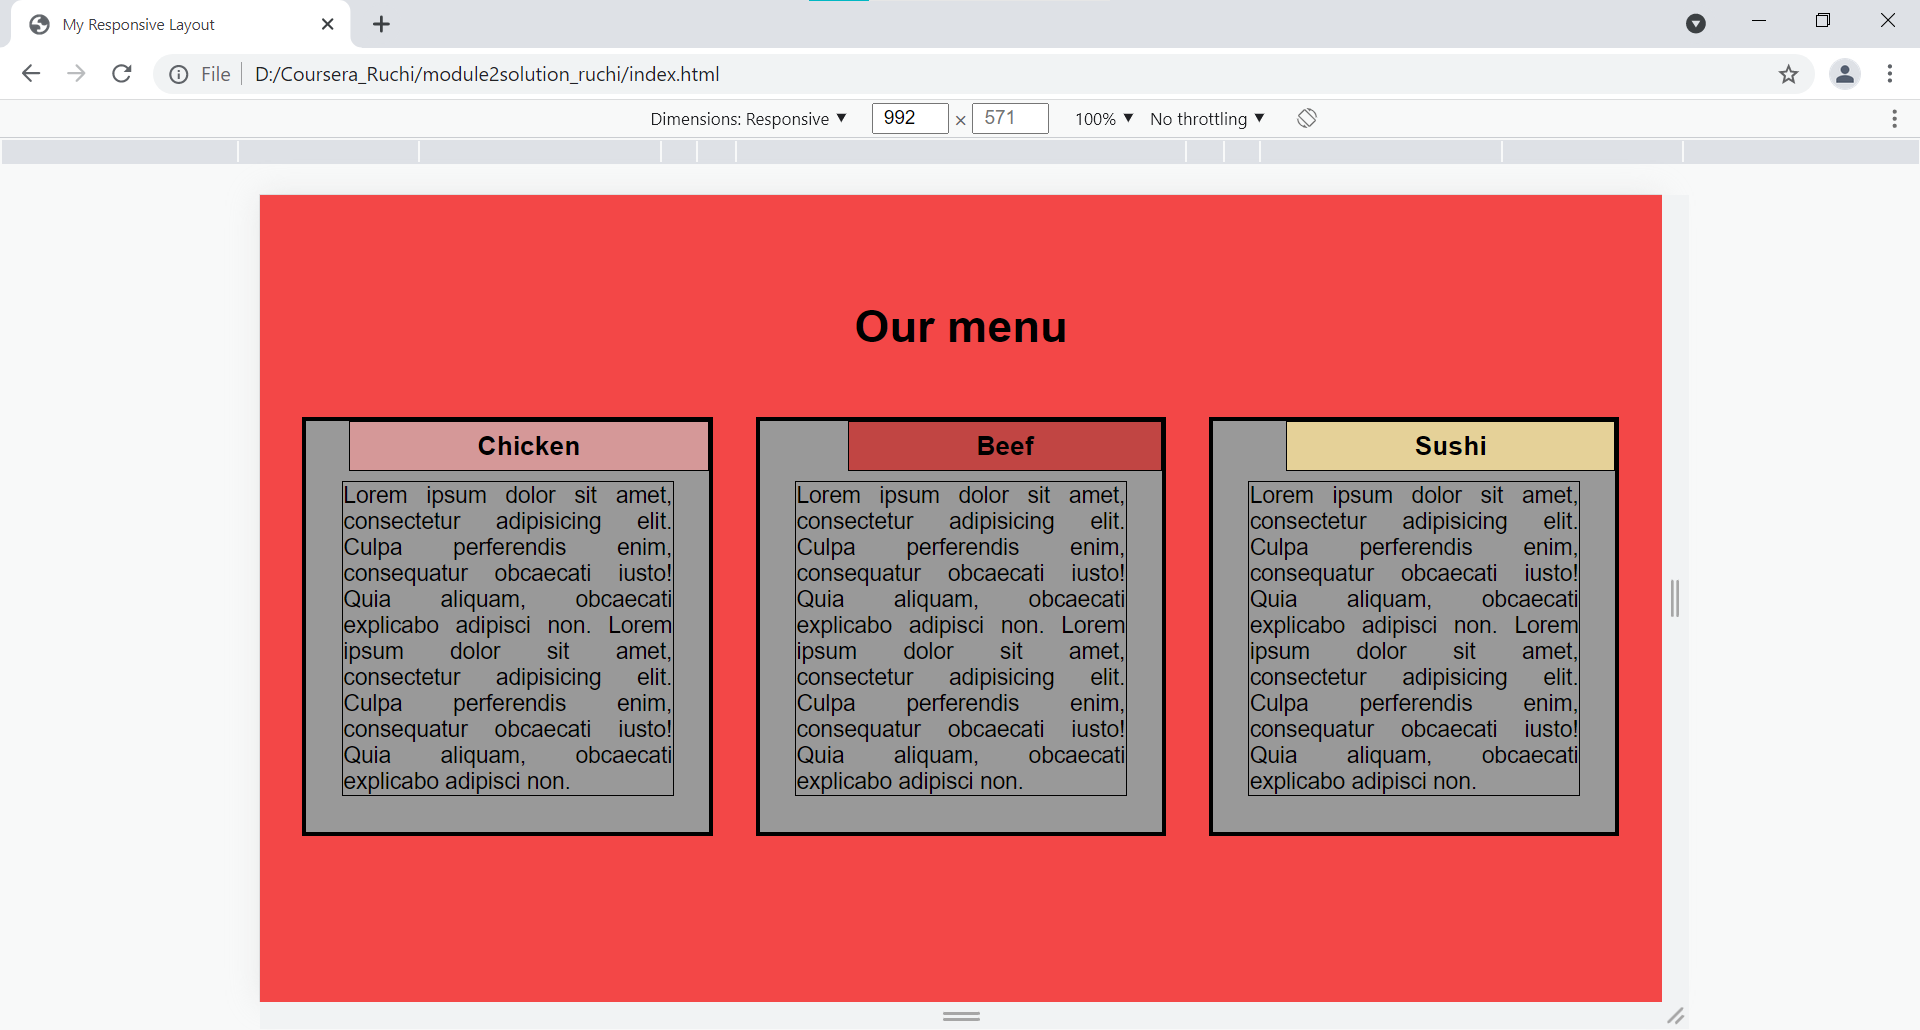 My Responsive Layout
File D:/Coursera_Ruchi/module2solution_ruchi/index.html
Dimensions: Responsive ▼ 992 × 571 100% ▼ No throttling ▼
Our menu
Chicken
Lorem ipsum dolor sit amet,
consectetur adipisicing elit.
Culpa perferendis enim,
consequatur obcaecati iusto!
Quia aliquam, obcaecati
explicabo adipisci non. Lorem
ipsum dolor sit amet,
consectetur adipisicing elit.
Culpa perferendis enim,
consequatur obcaecati iusto!
Quia aliquam, obcaecati
explicabo adipisci non.
Beef
Lorem ipsum dolor sit amet,
consectetur adipisicing elit.
Culpa perferendis enim,
consequatur obcaecati iusto!
Quia aliquam, obcaecati
explicabo adipisci non. Lorem
ipsum dolor sit amet,
consectetur adipisicing elit.
Culpa perferendis enim,
consequatur obcaecati iusto!
Quia aliquam, obcaecati
explicabo adipisci non.
Sushi
Lorem ipsum dolor sit amet,
consectetur adipisicing elit.
Culpa perferendis enim,
consequatur obcaecati iusto!
Quia aliquam, obcaecati
explicabo adipisci non. Lorem
ipsum dolor sit amet,
consectetur adipisicing elit.
Culpa perferendis enim,
consequatur obcaecati iusto!
Quia aliquam, obcaecati
explicabo adipisci non.